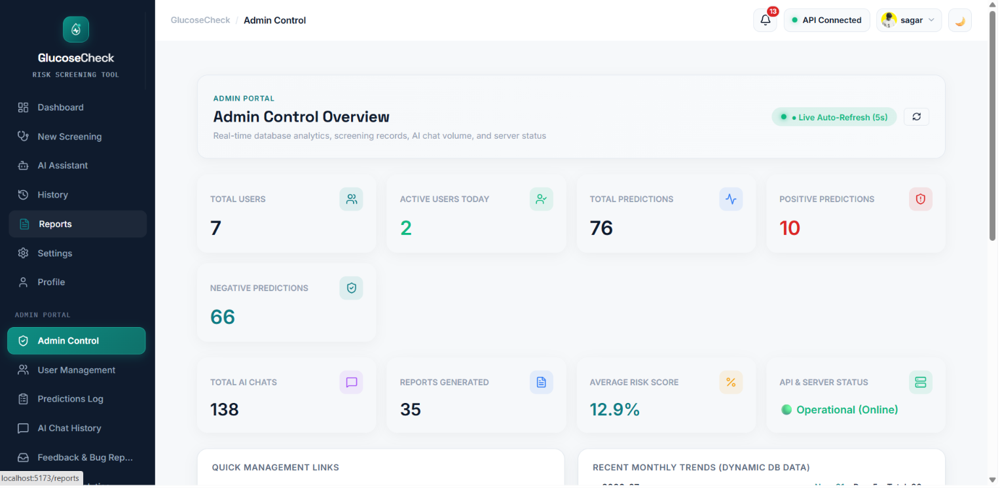 GlucoseCheck
RISK SCREENING TOOL
Dashboard
New Screening
AI Assistant
History
Reports
Settings
Profile
ADMIN PORTAL
Admin Control
User Management
Predictions Log
AI Chat History
Feedback & Bug Rep...
localhost:5173/reports
GlucoseCheck / Admin Control
13
API Connected
sagar
ADMIN PORTAL
Admin Control Overview
Real-time database analytics, screening records, AI chat volume, and server status
● Live Auto-Refresh (5s)
TOTAL USERS
7
ACTIVE USERS TODAY
2
TOTAL PREDICTIONS
76
POSITIVE PREDICTIONS
10
NEGATIVE PREDICTIONS
66
TOTAL AI CHATS
138
REPORTS GENERATED
35
AVERAGE RISK SCORE
12.9%
API & SERVER STATUS
Operational (Online)
QUICK MANAGEMENT LINKS
RECENT MONTHLY TRENDS (DYNAMIC DB DATA)